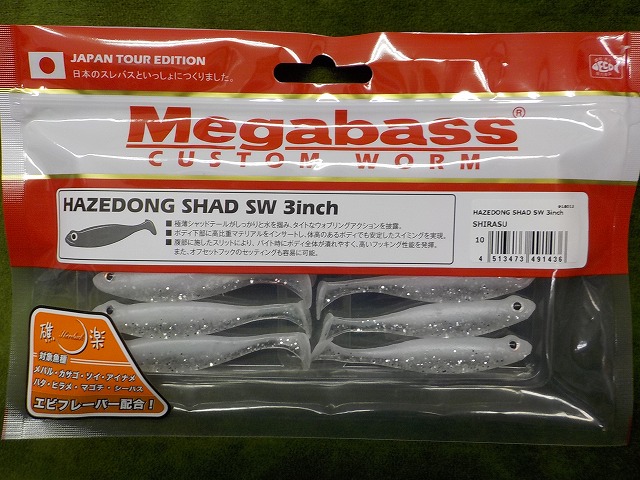 JAPAN TOUR EDITION
日本のスレバスといっしょにつくりました。
Megabass®
CUSTOM WORM
HAZEDONG SHAD SW 3inch
■ 極薄シャッドテールがしっかりと水を掴み、タイトなウォブリングアクションを披露。
■ ボディ下部に高比重マテリアルをインサートし、体高のあるボディでも安定したスイミングを実現。
■ 腹部に施したスリットにより、バイト時にボディ全体が潰れやすく、高いフッキング性能を発揮。
また、オフセットフックのセッティングも容易に可能。
HAZEDONG SHAD SW 3inch
SHIRASU
10
4 513473 491436
礁楽
対象魚種
メバル・カサゴ・ソイ・アイナメ
ハタ・ヒラメ・マゴチ・シーバス
エビフレーバー配合！